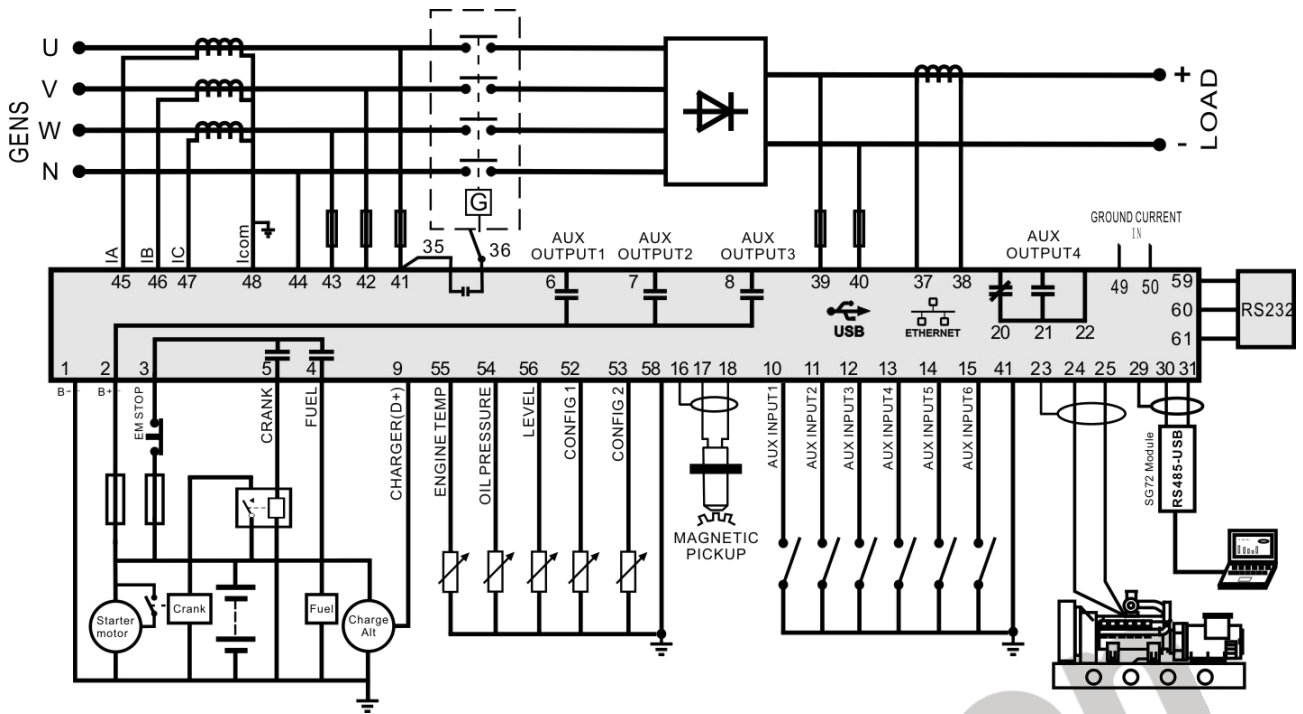 GENS
U
V
W
N
G
+
-
LOAD
IA
IB
IC
Icom
35
36
AUX OUTPUT1
AUX OUTPUT2
AUX OUTPUT3
AUX OUTPUT4
GROUND CURRENT
IN
45
46
47
48
44
43
42
41
6
7
8
39
40
37
38
49
50
59
60
61
RS232
USB
ETHERNET
20
21
22
1
2
3
5
4
9
55
54
56
52
53
58
16
17
18
10
11
12
13
14
15
41
23
24
25
29
30
31
B-
B+
EM STOP
CRANK
FUEL
CHARGER(D+)
ENGINE TEMP
OIL PRESSURE
LEVEL
CONFIG 1
CONFIG 2
MAGNETIC
PICKUP
AUX INPUT1
AUX INPUT2
AUX INPUT3
AUX INPUT4
AUX INPUT5
AUX INPUT6
SG72 Module
RS485-USB
Starter
motor
Crank
Fuel
Charge
Alt